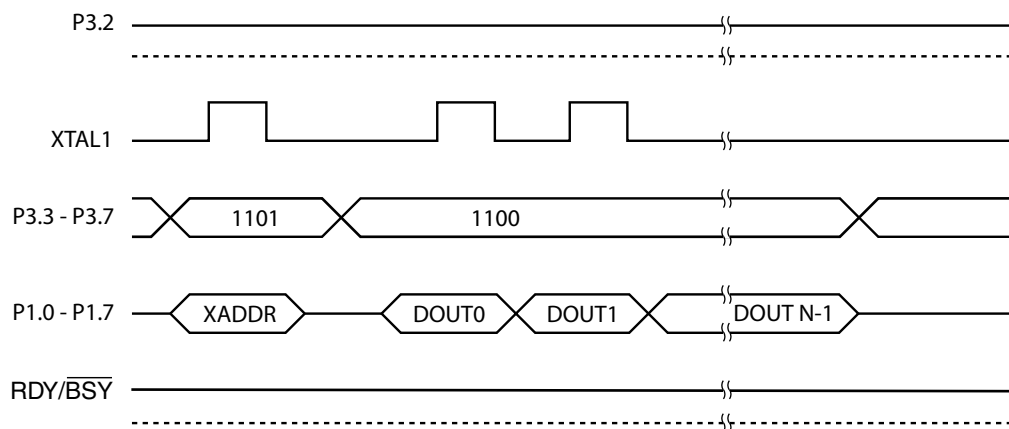 P3.2
XTAL1
P3.3 - P3.7 1101 1100
P1.0 - P1.7 XADDR DOUT0 DOUT1 DOUT N-1
RDY/B̅S̅Y̅